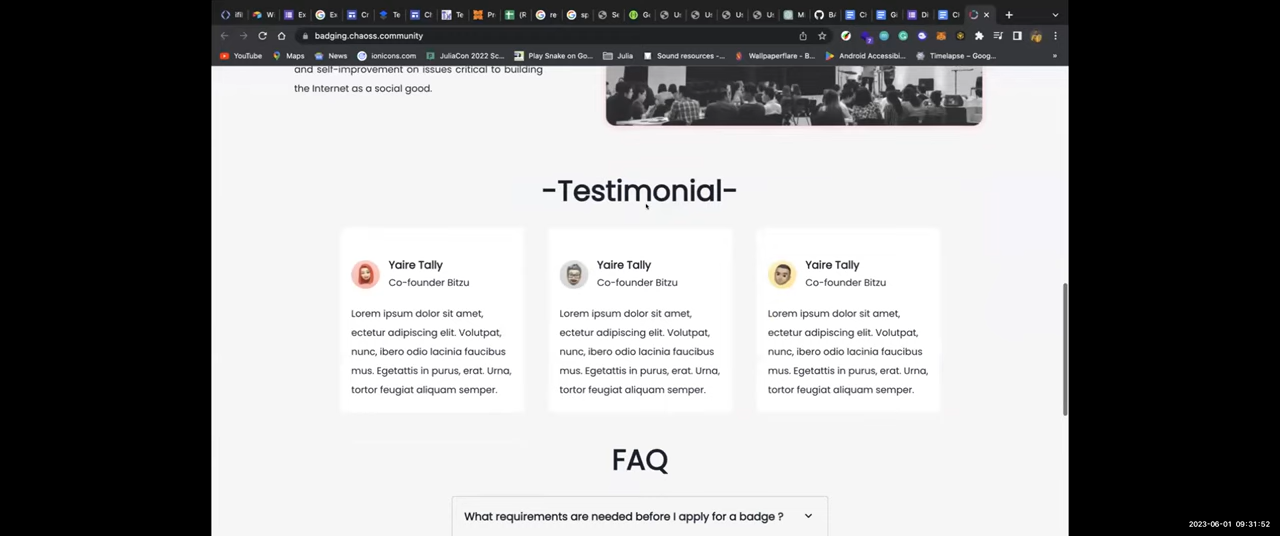 badging.chaoss.community
YouTube Maps News ionicons.com JuliaCon 2022 Sc... Play Snake on Go... Julia Sound resources -... Wallpaperflare - B... Android Accessibi... Timelapse – Goog... »
and self-improvement on issues critical to building
the Internet as a social good.
-Testimonial-
Yaire Tally
Co-founder Bitzu
Lorem ipsum dolor sit amet,
ectetur adipiscing elit. Volutpat,
nunc, ibero odio lacinia faucibus
mus. Egetattis in purus, erat. Urna,
tortor feugiat aliquam semper.
Yaire Tally
Co-founder Bitzu
Lorem ipsum dolor sit amet,
ectetur adipiscing elit. Volutpat,
nunc, ibero odio lacinia faucibus
mus. Egetattis in purus, erat. Urna,
tortor feugiat aliquam semper.
Yaire Tally
Co-founder Bitzu
Lorem ipsum dolor sit amet,
ectetur adipiscing elit. Volutpat,
nunc, ibero odio lacinia faucibus
mus. Egetattis in purus, erat. Urna,
tortor feugiat aliquam semper.
FAQ
What requirements are needed before I apply for a badge ?
2023-06-01 09:31:52